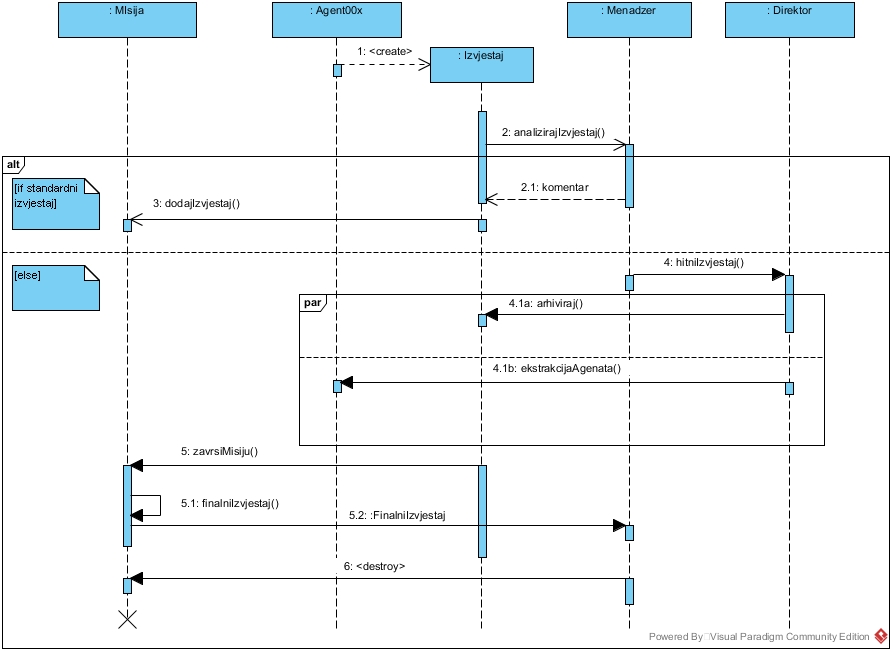 : MIsija
: Agent00x
: Menadzer
: Direktor
1: <create>
: Izvjestaj
2: analizirajIzvjestaj()
alt
[if standardni
izvjestaj]
2.1: komentar
3: dodajIzvjestaj()
[else]
4: hitniIzvjestaj()
par
4.1a: arhiviraj()
4.1b: ekstrakcijaAgenata()
5: zavrsiMisiju()
5.1: finalniIzvjestaj()
5.2: :FinalniIzvjestaj
6: <destroy>
Powered By Visual Paradigm Community Edition